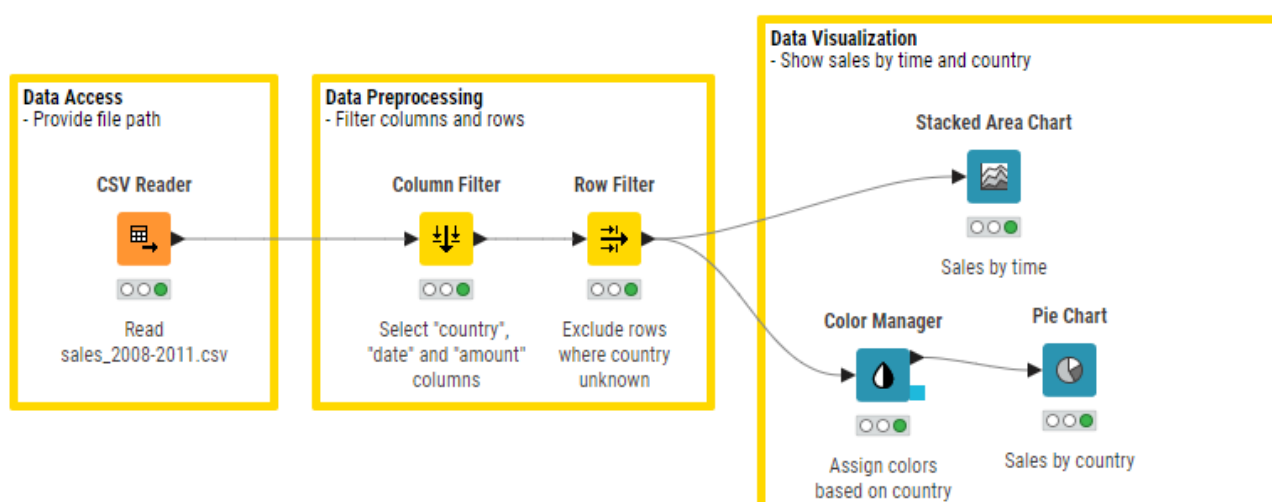 Data Access
- Provide file path
CSV Reader
Read
sales_2008-2011.csv
Data Preprocessing
- Filter columns and rows
Column Filter
Select "country",
"date" and "amount"
columns
Row Filter
Exclude rows
where country
unknown
Data Visualization
- Show sales by time and country
Stacked Area Chart
Sales by time
Color Manager
Assign colors
based on country
Pie Chart
Sales by country